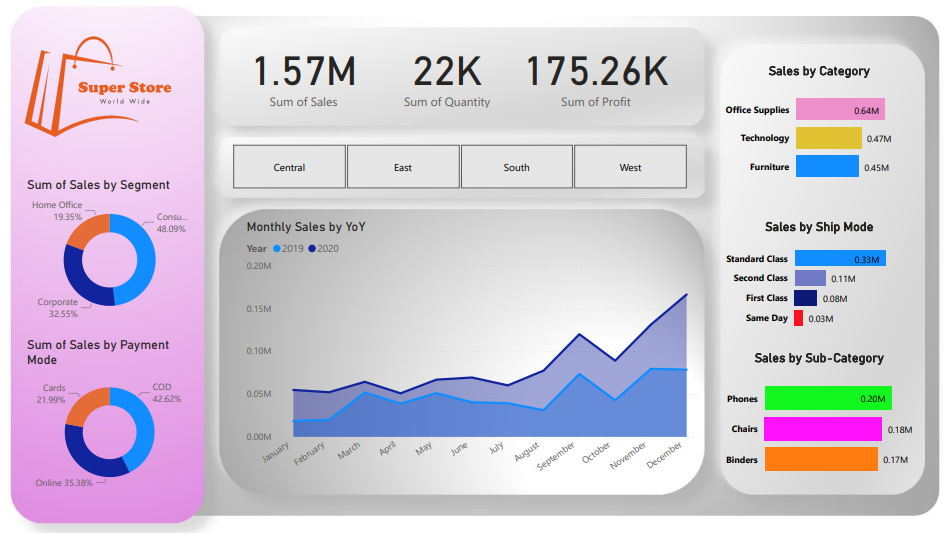 Super Store
World Wide
Sum of Sales by Segment
Home Office
19.35%
Consu...
48.09%
Corporate
32.55%
Sum of Sales by Payment
Mode
Cards
21.99%
COD
42.62%
Online 35.38%
1.57M
Sum of Sales
22K
Sum of Quantity
175.26K
Sum of Profit
Central
East
South
West
Monthly Sales by YoY
Year 2019 2020
0.20M
0.15M
0.10M
0.05M
0.00M
January
February
March
April
May
June
July
August
September
October
November
December
Sales by Category
Office Supplies 0.64M
Technology 0.47M
Furniture 0.45M
Sales by Ship Mode
Standard Class 0.33M
Second Class 0.11M
First Class 0.08M
Same Day 0.03M
Sales by Sub-Category
Phones 0.20M
Chairs 0.18M
Binders 0.17M